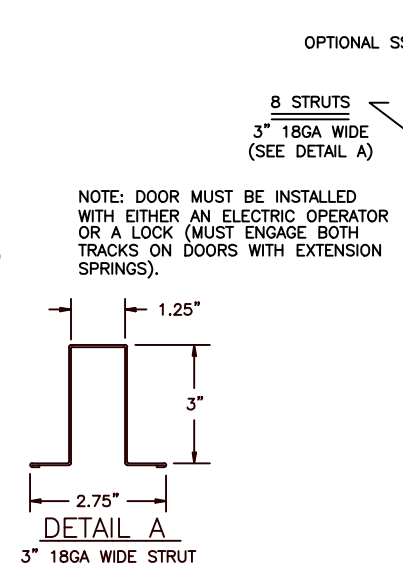 OPTIONAL
8 STRUTS
3" 18GA WIDE
(SEE DETAIL A)
NOTE: DOOR MUST BE INSTALLED
WITH EITHER AN ELECTRIC OPERATOR
OR A LOCK (MUST ENGAGE BOTH
TRACKS ON DOORS WITH EXTENSION
SPRINGS).
1.25"
3"
2.75"
DETAIL A
3" 18GA WIDE STRUT